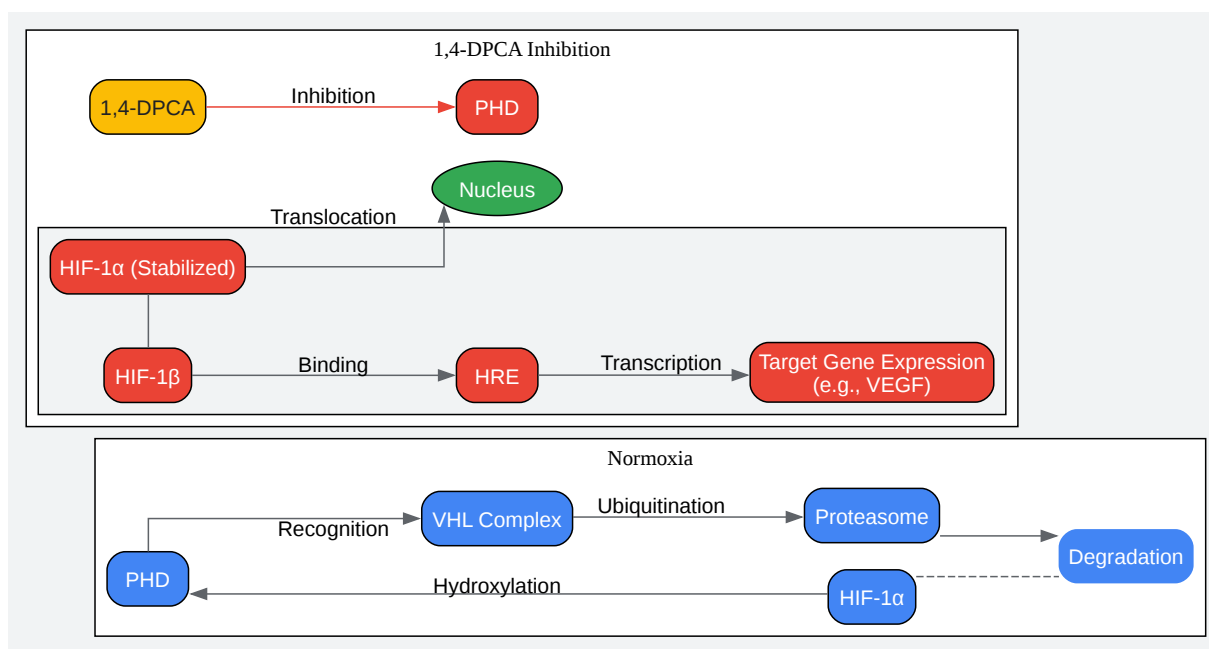 1,4-DPCA Inhibition
1,4-DPCA
Inhibition
PHD
Nucleus
Translocation
HIF-1α (Stabilized)
HIF-1β
Binding
HRE
Transcription
Target Gene Expression
(e.g., VEGF)
Normoxia
PHD
Recognition
VHL Complex
Ubiquitination
Proteasome
Degradation
Hydroxylation
HIF-1α